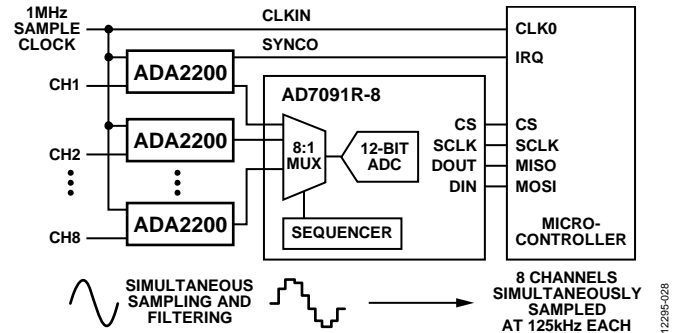 1MHz
SAMPLE
CLOCK
CLKIN
SYNCO
CLK0
IRQ
ADA2200
CH1
AD7091R-8
ADA2200
CH2
8:1
MUX
12-BIT
ADC
CS
SCLK
DOUT
DIN
CS
SCLK
MISO
MOSI
ADA2200
CH8
SEQUENCER
MICRO-
CONTROLLER
SIMULTANEOUS
SAMPLING AND
FILTERING
8 CHANNELS
SIMULTANEOUSLY
SAMPLED
AT 125kHz EACH
12295-028